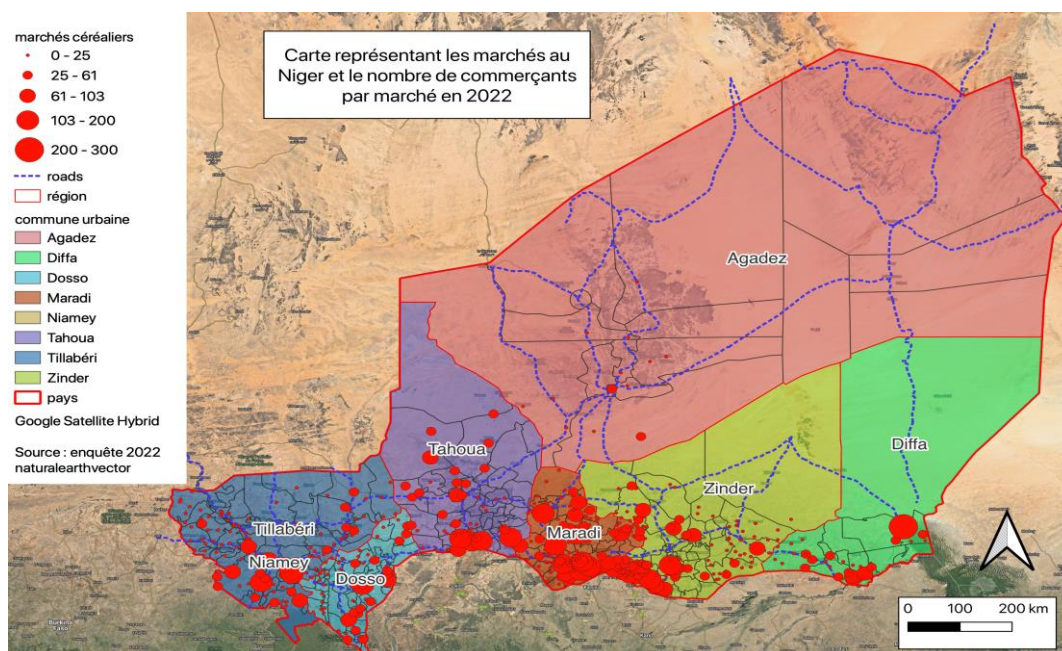 marchés céréaliers
0 - 25
25 - 61
61 - 103
103 - 200
200 - 300
roads
région
commune urbaine
Agadez
Diffa
Dosso
Maradi
Niamey
Tahoua
Tillabéri
Zinder
pays
Google Satellite Hybrid
Source : enquête 2022
naturalearthvector
Carte représentant les marchés au
Niger et le nombre de commerçants
par marché en 2022
Agadez
Tahoua
Diffa
Zinder
Tillabéri
Maradi
Niamey
Dosso
Burkina
Faso
0 100 200 km